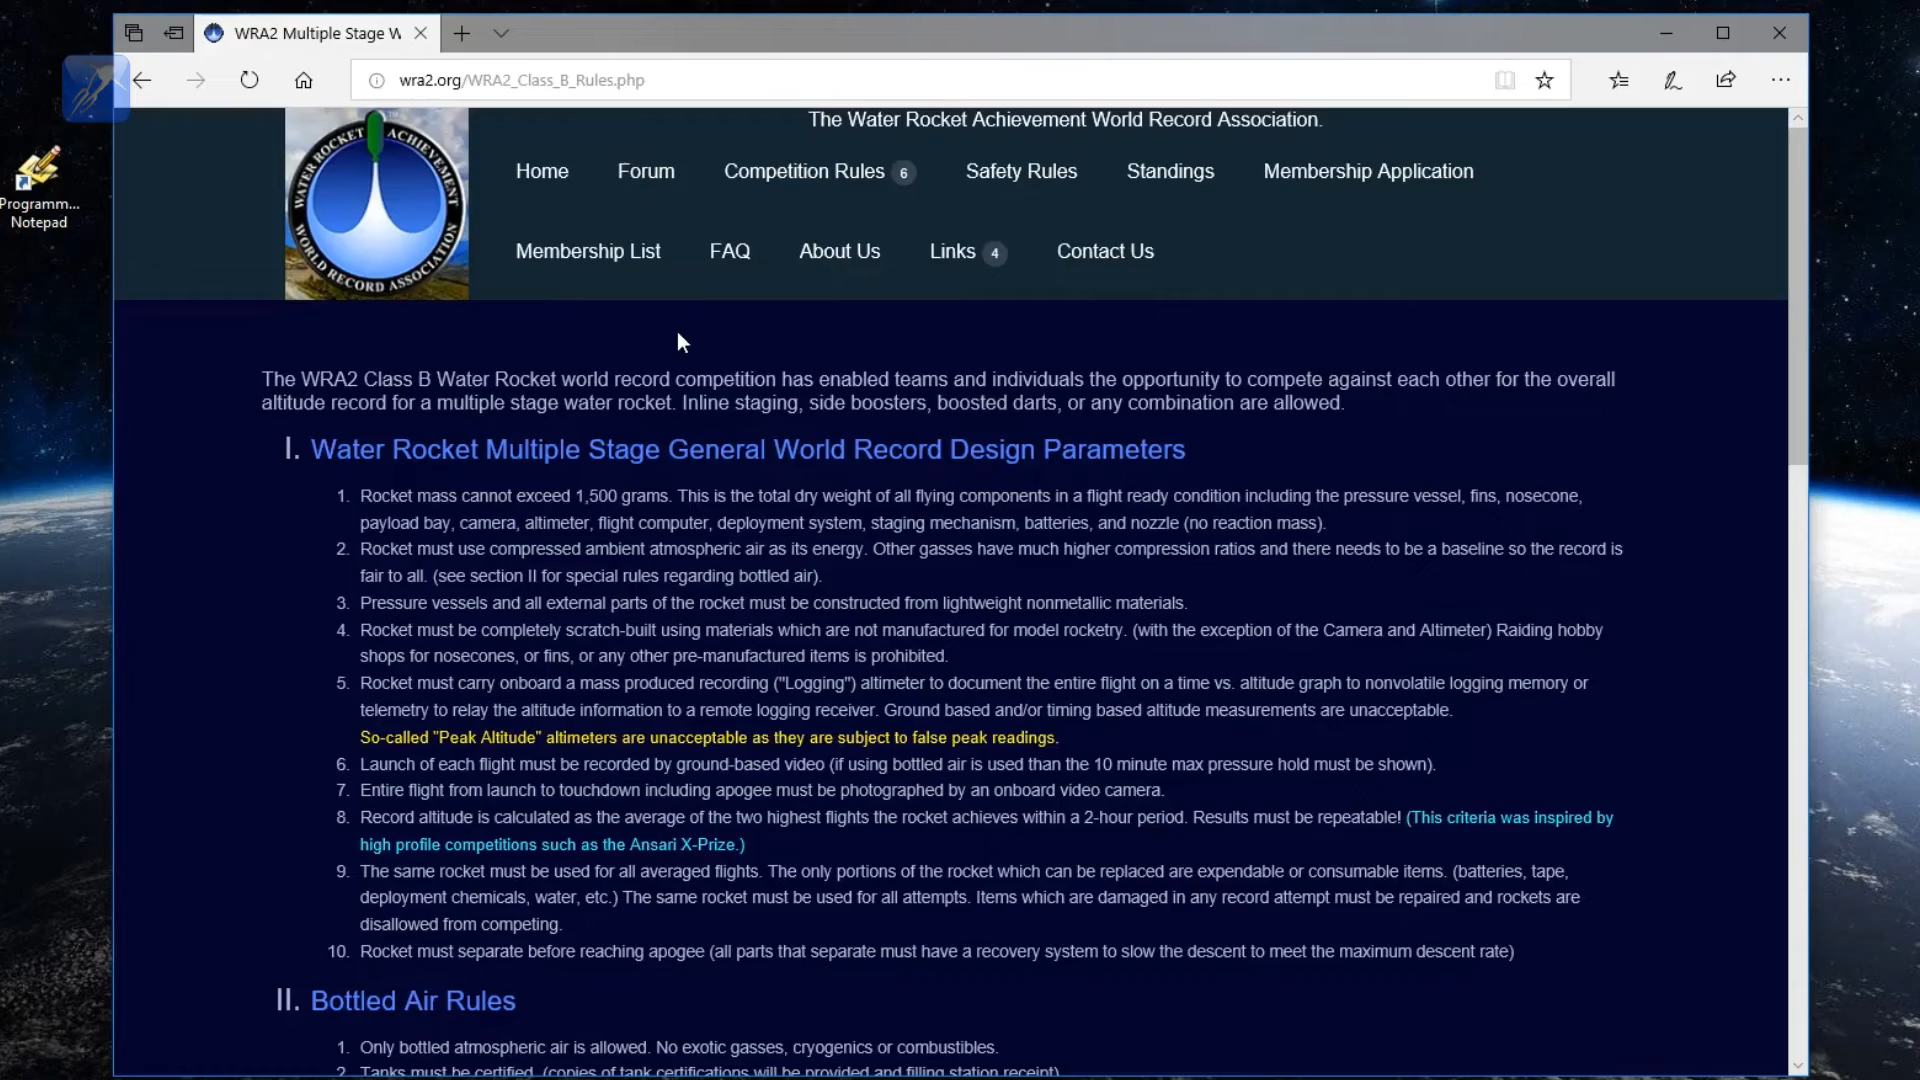 WRA2 Multiple Stage W
wra2.org/WRA2_Class_B_Rules.php
Programm...
Notepad
WATER ROCKET ACHIEVEMENT
WORLD RECORD ASSOCIATION
The Water Rocket Achievement World Record Association.
Home Forum Competition Rules 6 Safety Rules Standings Membership Application
Membership List FAQ About Us Links 4 Contact Us
The WRA2 Class B Water Rocket world record competition has enabled teams and individuals the opportunity to compete against each other for the overall
altitude record for a multiple stage water rocket. Inline staging, side boosters, boosted darts, or any combination are allowed.
I. Water Rocket Multiple Stage General World Record Design Parameters
1. Rocket mass cannot exceed 1,500 grams. This is the total dry weight of all flying components in a flight ready condition including the pressure vessel, fins, nosecone,
payload bay, camera, altimeter, flight computer, deployment system, staging mechanism, batteries, and nozzle (no reaction mass).
2. Rocket must use compressed ambient atmospheric air as its energy. Other gasses have much higher compression ratios and there needs to be a baseline so the record is
fair to all. (see section II for special rules regarding bottled air).
3. Pressure vessels and all external parts of the rocket must be constructed from lightweight nonmetallic materials.
4. Rocket must be completely scratch-built using materials which are not manufactured for model rocketry. (with the exception of the Camera and Altimeter) Raiding hobby
shops for nosecones, or fins, or any other pre-manufactured items is prohibited.
5. Rocket must carry onboard a mass produced recording ("Logging") altimeter to document the entire flight on a time vs. altitude graph to nonvolatile logging memory or
telemetry to relay the altitude information to a remote logging receiver. Ground based and/or timing based altitude measurements are unacceptable.
So-called "Peak Altitude" altimeters are unacceptable as they are subject to false peak readings.
6. Launch of each flight must be recorded by ground-based video (if using bottled air is used than the 10 minute max pressure hold must be shown).
7. Entire flight from launch to touchdown including apogee must be photographed by an onboard video camera.
8. Record altitude is calculated as the average of the two highest flights the rocket achieves within a 2-hour period. Results must be repeatable! (This criteria was inspired by
high profile competitions such as the Ansari X-Prize.)
9. The same rocket must be used for all averaged flights. The only portions of the rocket which can be replaced are expendable or consumable items. (batteries, tape,
deployment chemicals, water, etc.) The same rocket must be used for all attempts. Items which are damaged in any record attempt must be repaired and rockets are
disallowed from competing.
10. Rocket must separate before reaching apogee (all parts that separate must have a recovery system to slow the descent to meet the maximum descent rate)
II. Bottled Air Rules
1. Only bottled atmospheric air is allowed. No exotic gasses, cryogenics or combustibles.
2. Tanks must be certified. (copies of tank certifications will be provided and filling station receipt)